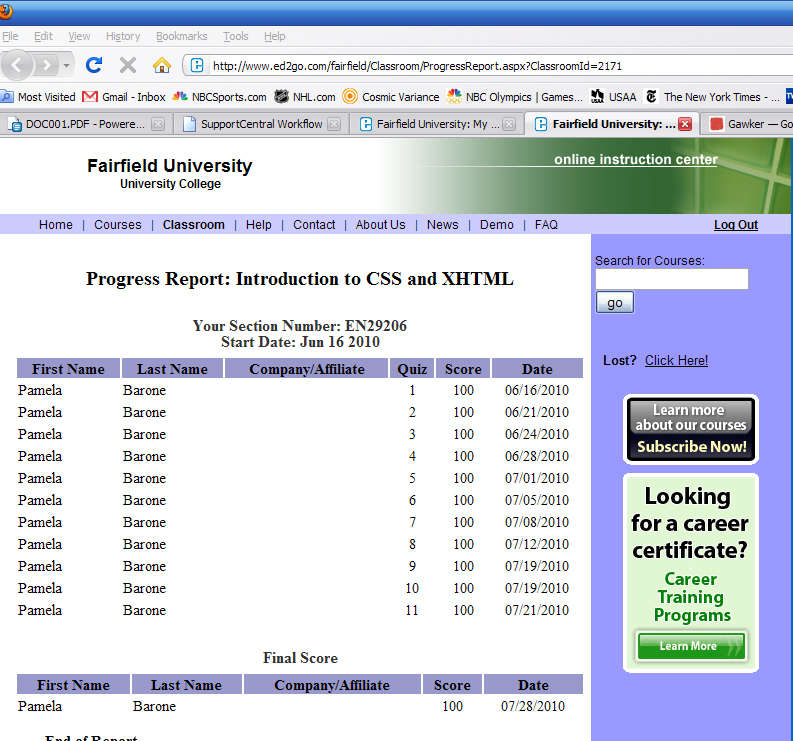 File Edit View History Bookmarks Tools Help
http://www.ed2go.com/fairfield/Classroom/ProgressReport.aspx?ClassroomId=2171
Most Visited Gmail - Inbox NBCSports.com NHL.com Cosmic Variance NBC Olympics | Games... USAA The New York Times - ...
DOC001.PDF - Powere... SupportCentral Workflow Fairfield University: My ... Fairfield University: ... Gawker — Go
Fairfield University
University College
online instruction center
Home | Courses | Classroom | Help | Contact | About Us | News | Demo | FAQ Log Out
Progress Report: Introduction to CSS and XHTML
Your Section Number: EN29206
Start Date: Jun 16 2010
First Name Last Name Company/Affiliate Quiz Score Date
Pamela Barone 1 100 06/16/2010
Pamela Barone 2 100 06/21/2010
Pamela Barone 3 100 06/24/2010
Pamela Barone 4 100 06/28/2010
Pamela Barone 5 100 07/01/2010
Pamela Barone 6 100 07/05/2010
Pamela Barone 7 100 07/08/2010
Pamela Barone 8 100 07/12/2010
Pamela Barone 9 100 07/19/2010
Pamela Barone 10 100 07/19/2010
Pamela Barone 11 100 07/21/2010
Final Score
First Name Last Name Company/Affiliate Score Date
Pamela Barone 100 07/28/2010
End of Report
Search for Courses:
go
Lost? Click Here!
Learn more
about our courses
Subscribe Now!
Looking
for a career
certificate?
Career
Training
Programs
Learn More